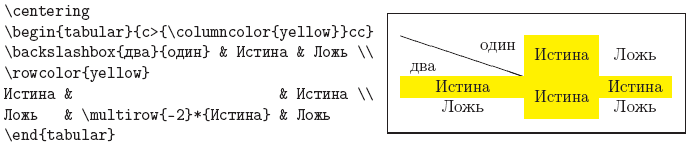 \centering
\begin{tabular}{c>{\columncolor{yellow}}cc}
\backslashbox{два}{один} & Истина & Ложь \\
\rowcolor{yellow}
Истина & & Истина \\
Ложь & \multirow{-2}*{Истина} & Ложь
\end{tabular}
один Истина Ложь
два
Истина Истина Истина
Ложь Ложь